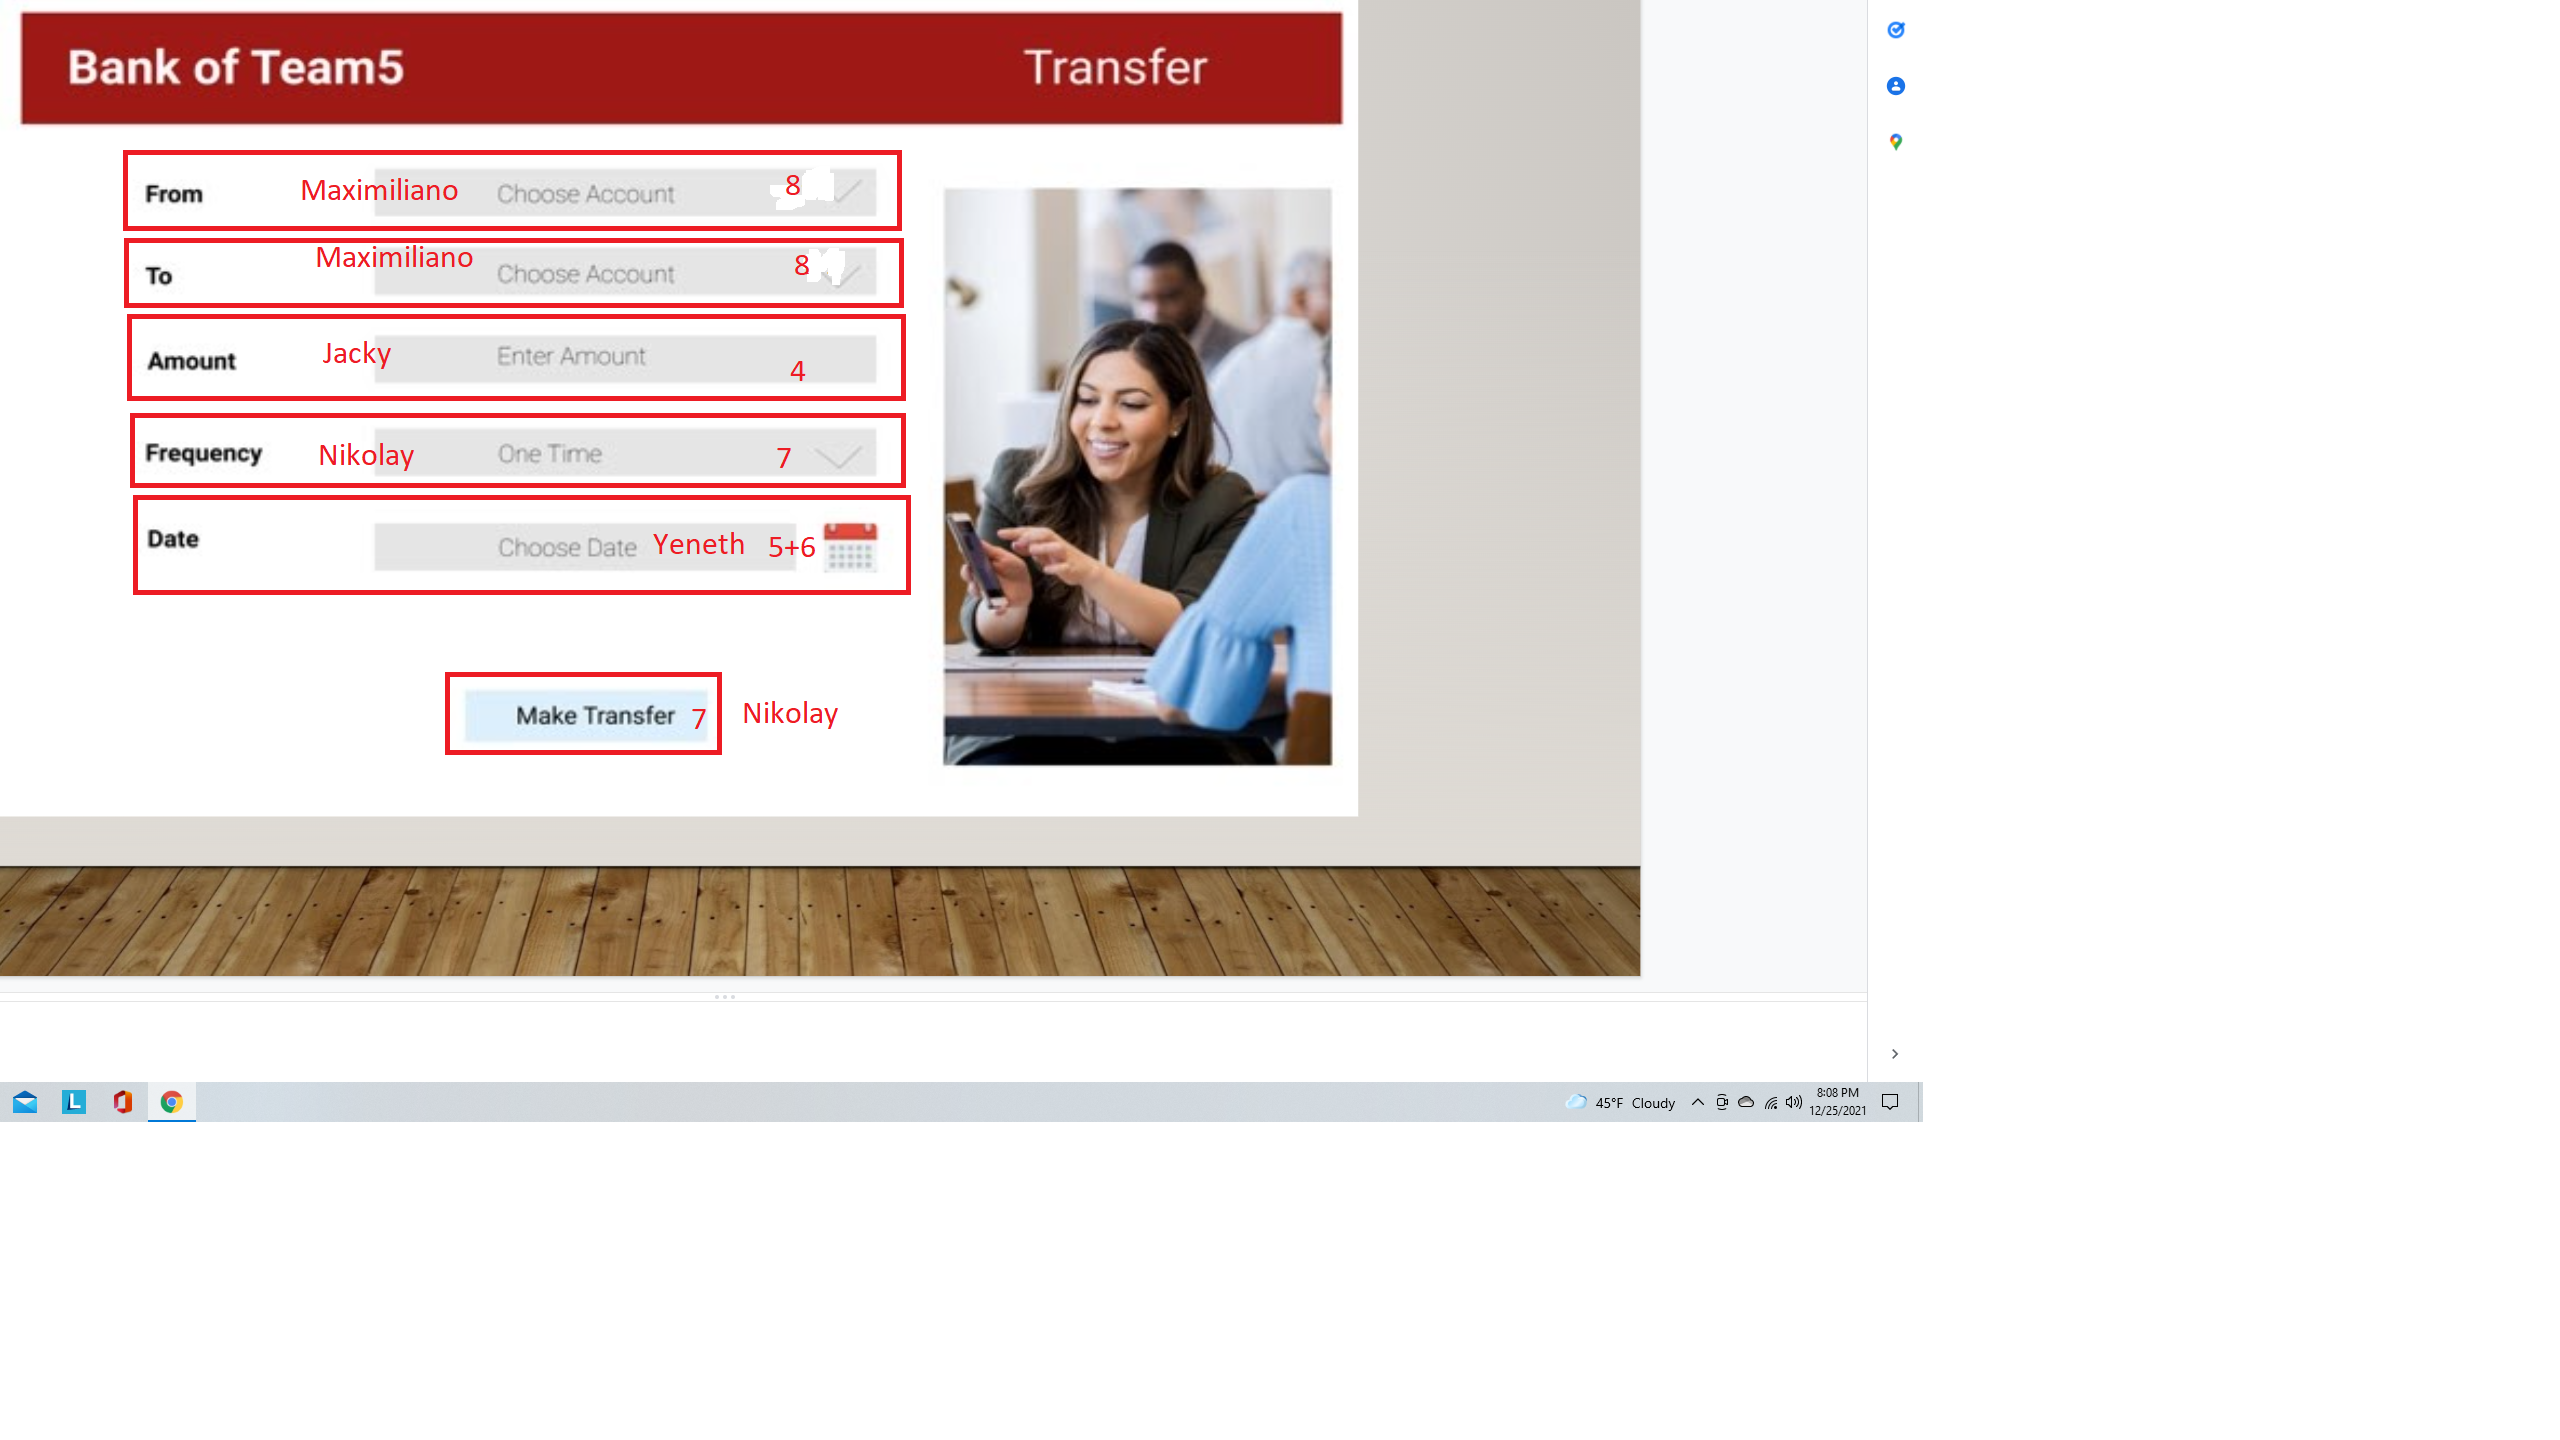 Bank of Team5 Transfer
From Maximiliano Choose Account 8
To Maximiliano Choose Account 8
Amount Jacky Enter Amount 4
Frequency Nikolay One Time 7
Date Choose Date Yeneth 5+6
Make Transfer 7 Nikolay
45°F Cloudy 8:08 PM
12/25/2021